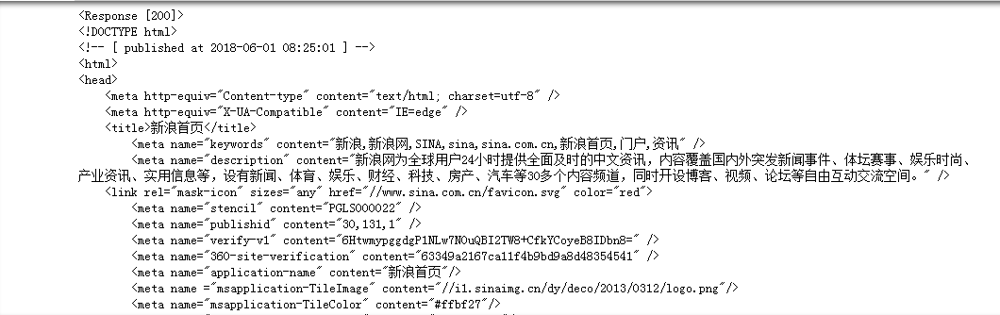 <Response [200]>
<!DOCTYPE html>
<!-- [ published at 2018-06-01 08:25:01 ] -->
<html>
<head>
    <meta http-equiv="Content-type" content="text/html; charset=utf-8" />
    <meta http-equiv="X-UA-Compatible" content="IE=edge" />
    <title>新浪首页</title>
        <meta name="keywords" content="新浪,新浪网,SINA,sina,sina.com.cn,新浪首页,门户,资讯" />
        <meta name="description" content="新浪网为全球用户24小时提供全面及时的中文资讯，内容覆盖国内外突发新闻事件、体坛赛事、娱乐时尚、
产业资讯、实用信息等，设有新闻、体育、娱乐、财经、科技、房产、汽车等30多个内容频道，同时开设博客、视频、论坛等自由互动交流空间。" />
    <link rel="mask-icon" sizes="any" href="//www.sina.com.cn/favicon.svg" color="red">
        <meta name="stencil" content="PGLS000022" />
        <meta name="publishid" content="30,131,1" />
        <meta name="verify-v1" content="6HtwmypggdgP1NLw7NOuQBI2TW8+CfkYCoyeB8IDbn8=" />
        <meta name="360-site-verification" content="63349a2167ca11f4b9bd9a8d48354541" />
        <meta name="application-name" content="新浪首页"/>
        <meta name ="msapplication-TileImage" content="//i1.sinaimg.cn/dy/deco/2013/0312/logo.png"/>
        <meta name="msapplication-TileColor" content="#ffbf27"/>